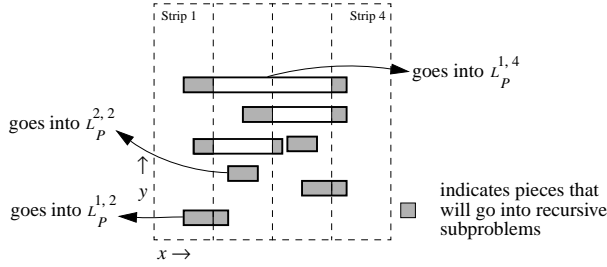 Strip 1
Strip 4
goes into L_P^{1, 4}
goes into L_P^{2, 2}
y →
goes into L_P^{1, 2}
x →
indicates pieces that
will go into recursive
subproblems